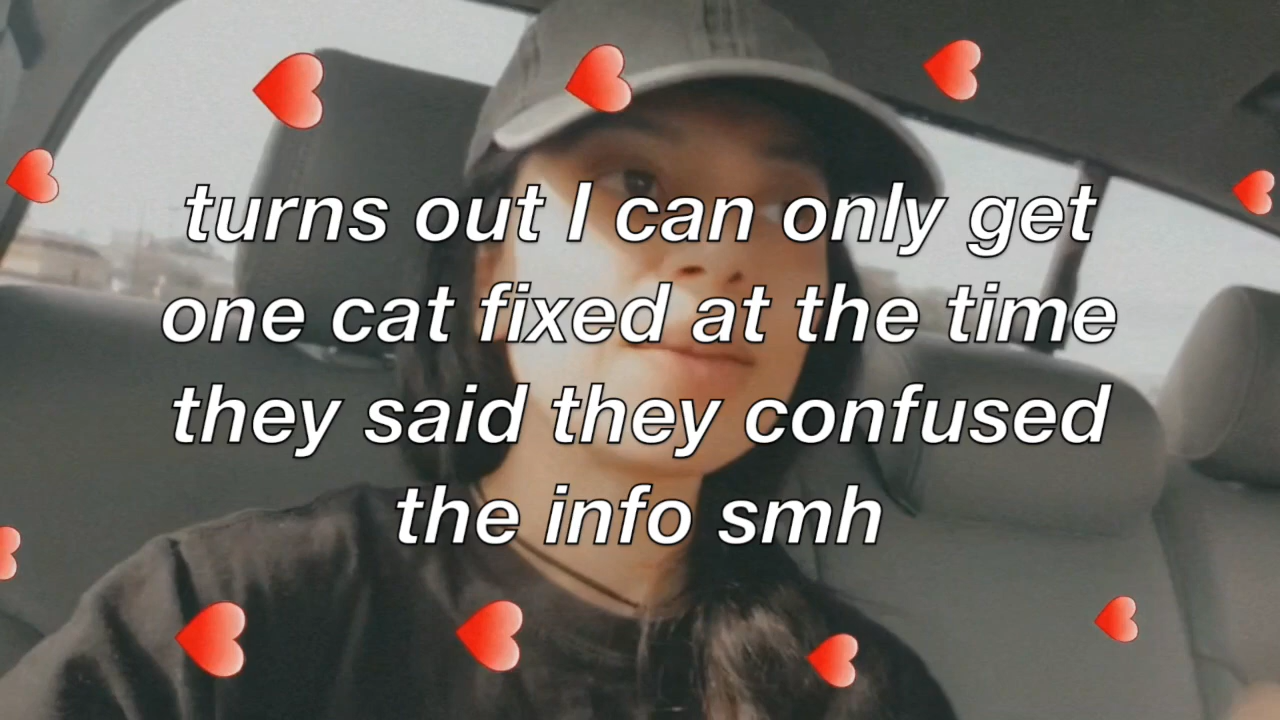 turns out I can only get
one cat fixed at the time
they said they confused
the info smh